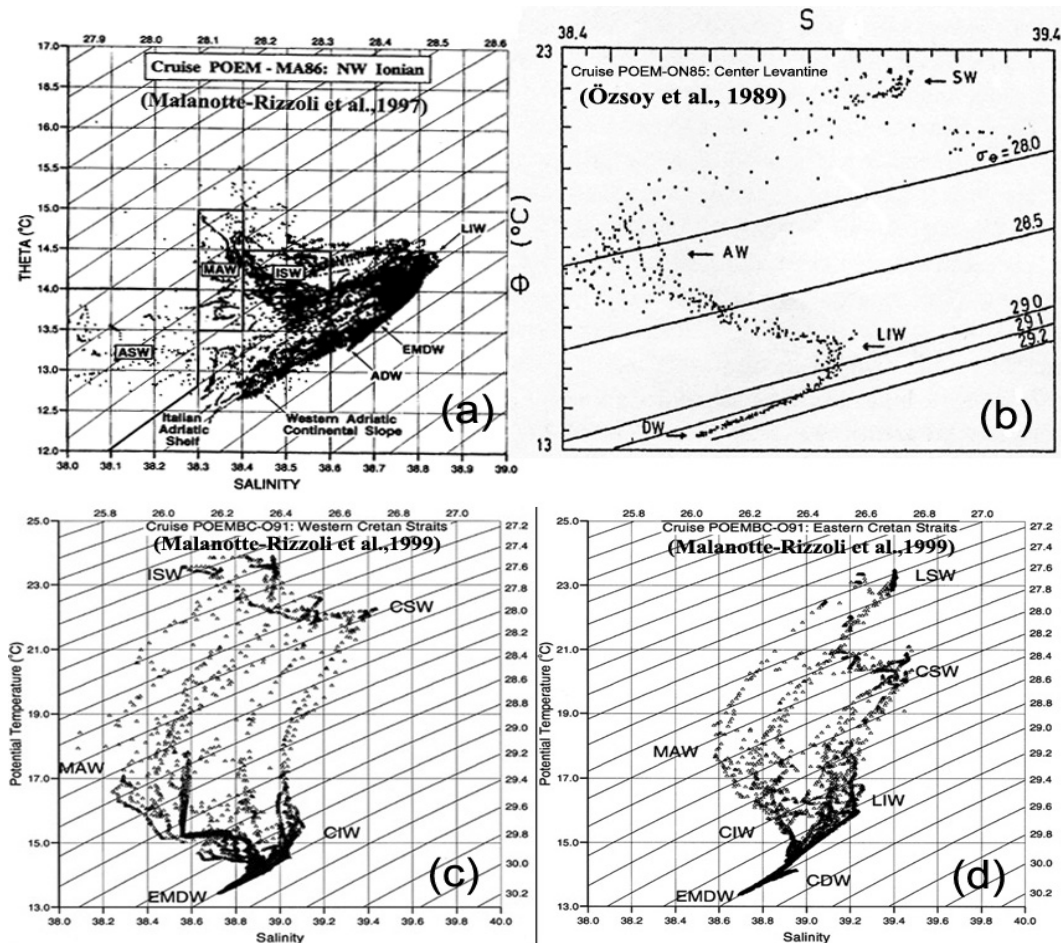 27.9 28.0 28.1 28.2 28.3 28.4 28.5 28.6
17.0
16.5
16.0
15.5
15.0
14.5
14.0
13.5
13.0
12.5
12.0
THETA (°C)
Cruise POEM - MA86: NW Ionian
(Malanotte-Rizzoli et al.,1997)
LIW
MAW
ISW
ASW
EMDW
ADW
Italian
Adriatic
Shelf
Western Adriatic
Continental Slope
(a)
38.0 38.1 38.2 38.3 38.4 38.5 38.6 38.7 38.8 38.9 39.0
SALINITY
S
38.4 39.4
23
13
Φ (°C)
Cruise POEM-ON85: Center Levantine
(Özsoy et al., 1989)
SW
σΦ = 28.0
28.5
AW
29.0
29.1
29.2
LIW
DW
(b)
25.8 26.0 26.2 26.4 26.6 26.8 27.0
25.0
23.0
21.0
19.0
17.0
15.0
13.0
Potential Temperature (°C)
Cruise POEMBC-O91: Western Cretan Straits
(Malanotte-Rizzoli et al.,1999)
27.2
27.4
27.6
27.8
28.0
28.2
28.4
28.6
28.8
29.0
29.2
29.4
29.6
29.8
30.0
30.2
ISW
CSW
MAW
CIW
EMDW
(c)
38.0 38.2 38.4 38.6 38.8 39.0 39.2 39.4 39.6 39.8 40.0
Salinity
25.8 26.0 26.2 26.4 26.6 26.8 27.0
25.0
23.0
21.0
19.0
17.0
15.0
13.0
Potential Temperature (°C)
Cruise POEMBC-O91: Eastern Cretan Straits
(Malanotte-Rizzoli et al.,1999)
27.2
27.4
27.6
27.8
28.0
28.2
28.4
28.6
28.8
29.0
29.2
29.4
29.6
29.8
30.0
30.2
LSW
CSW
MAW
LIW
CIW
CDW
EMDW
(d)
38.0 38.2 38.4 38.6 38.8 39.0 39.2 39.4 39.6 39.8 40.0
Salinity